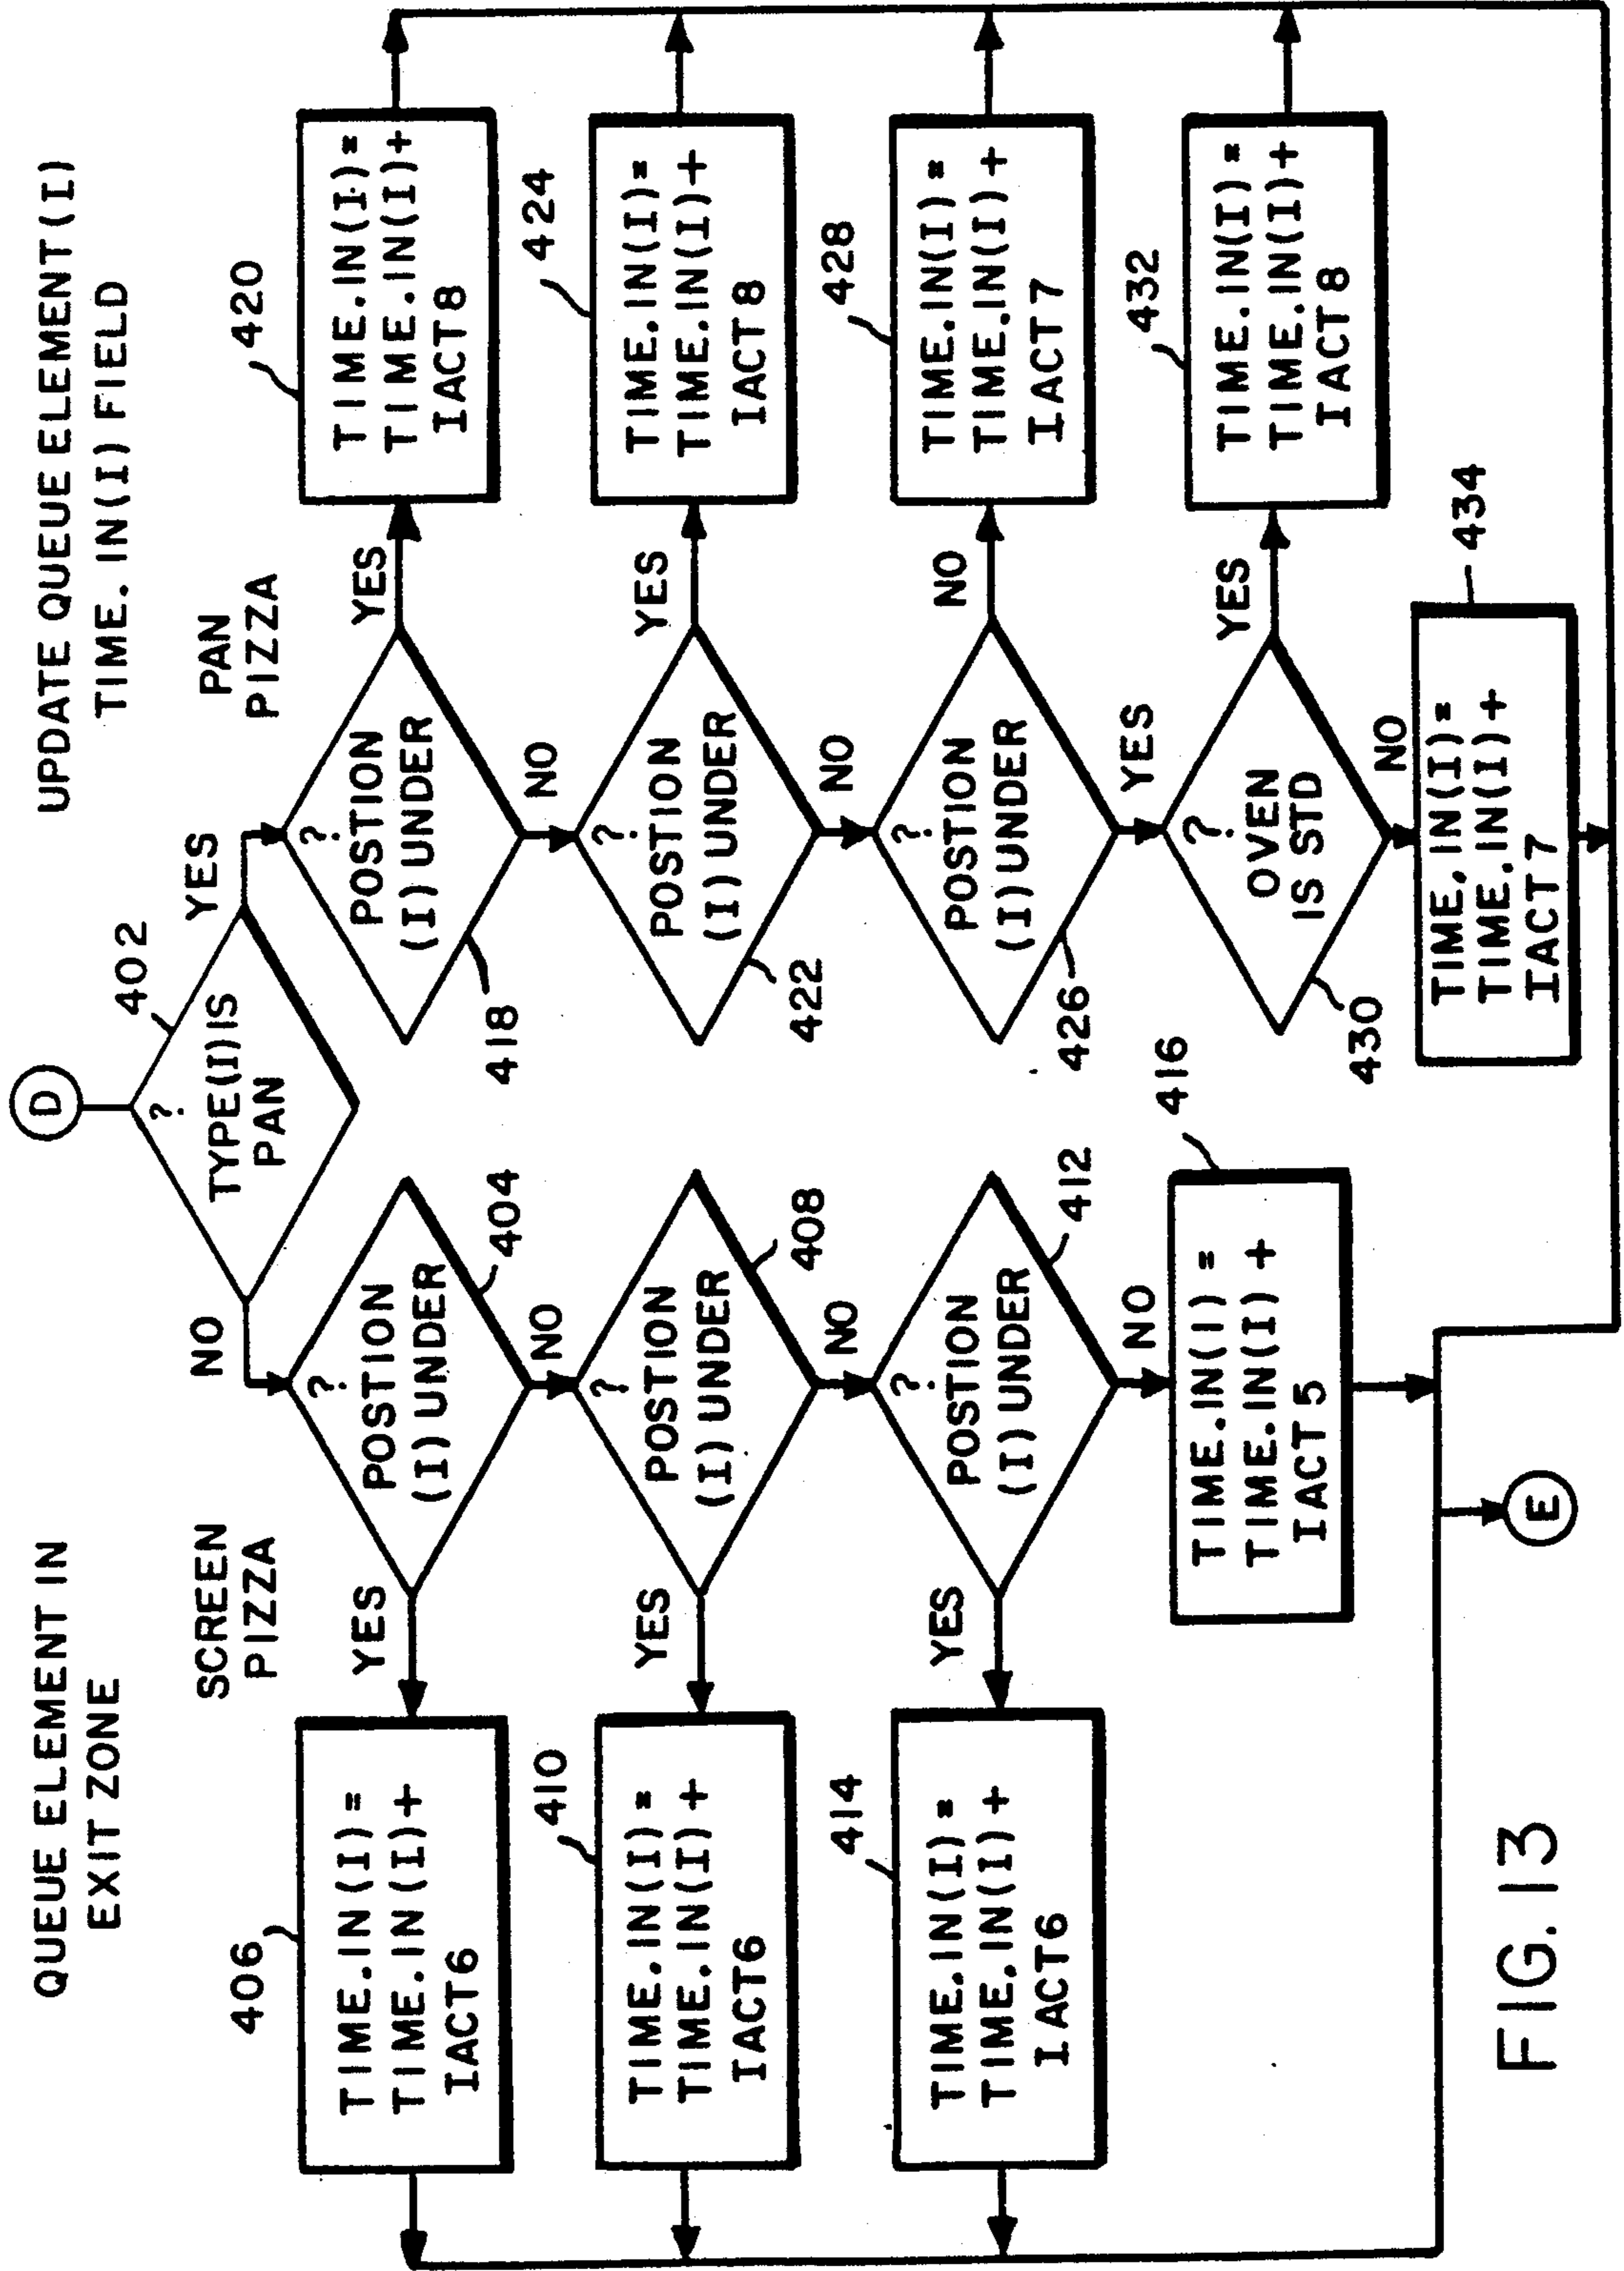 QUEUE ELEMENT IN
EXIT ZONE
UPDATE QUEUE ELEMENT(I)
TIME.IN(I) FIELD
D
402
?
TYPE(I)IS
PAN
NO
YES
SCREEN
PIZZA
PAN
PIZZA
406
TIME.IN(I)=
TIME.IN(I)+
IACT6
YES
?
POSTION
(I)UNDER
404
NO
410
TIME.IN(I)=
TIME.IN(I)+
IACT6
YES
?
POSTION
(I)UNDER
408
NO
414
TIME.IN(I)=
TIME.IN(I)+
IACT6
YES
?
POSTION
(I)UNDER
412
NO
416
TIME.IN(I)=
TIME.IN(I)+
IACT5
E
?
POSTION
(I)UNDER
418
YES
420
TIME.IN(I)=
TIME.IN(I)+
IACT8
NO
?
POSTION
(I)UNDER
422
YES
424
TIME.IN(I)=
TIME.IN(I)+
IACT8
NO
?
POSTION
(I)UNDER
426
NO
428
TIME.IN(I)=
TIME.IN(I)+
IACT7
YES
?
OVEN
IS STD
430
YES
432
TIME.IN(I)=
TIME.IN(I)+
IACT8
NO
434
TIME.IN(I)=
TIME.IN(I)+
IACT7
FIG. 13